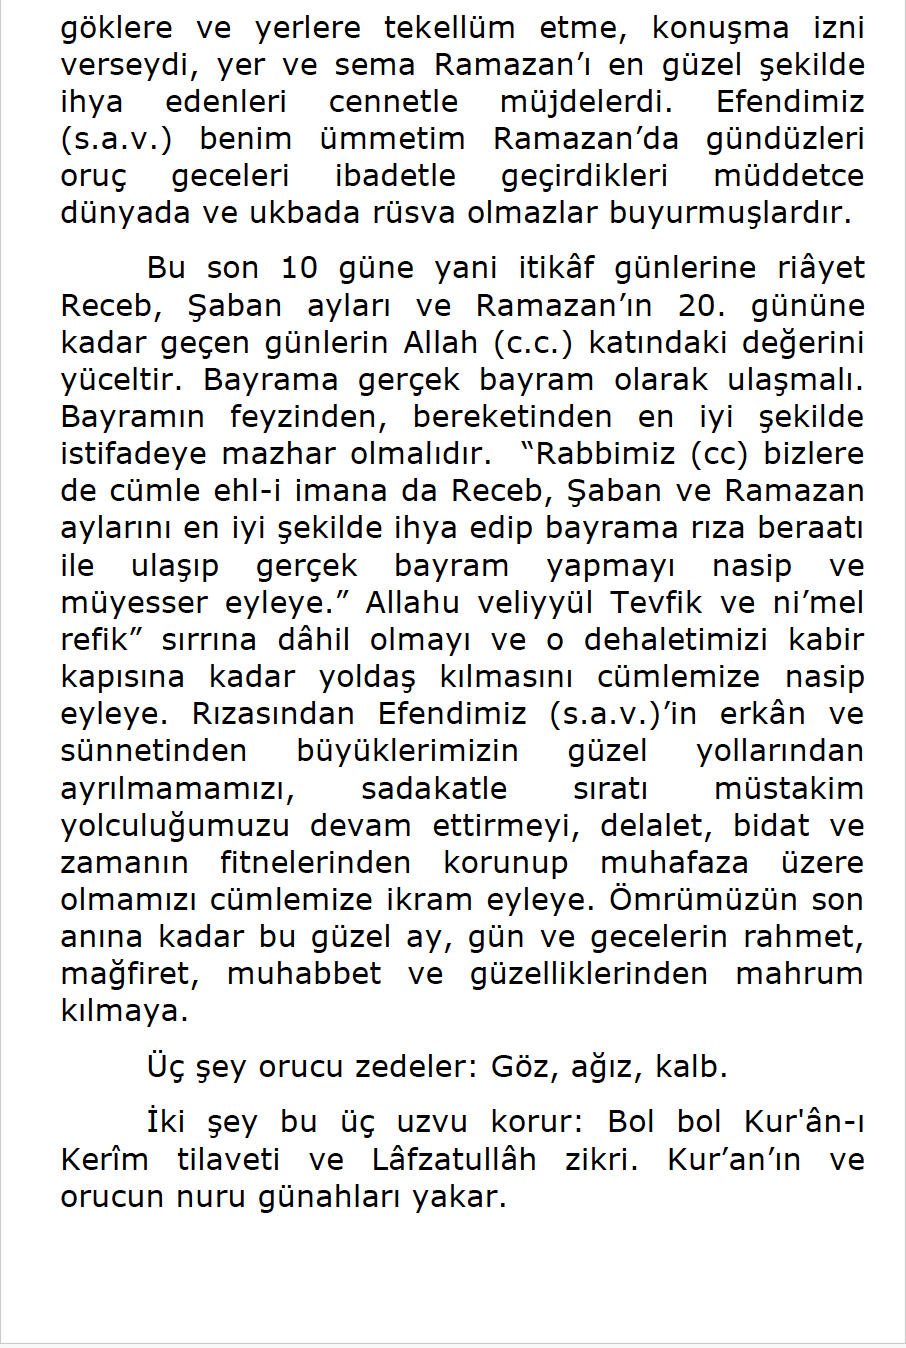 göklere ve yerlere tekellüm etme, konuşma izni
verseydi, yer ve sema Ramazan’ı en güzel şekilde
ihya edenleri cennetle müjdelerdi. Efendimiz
(s.a.v.) benim ümmetim Ramazan’da gündüzleri
oruç geceleri ibadetle geçirdikleri müddetce
dünyada ve ukbada rüsva olmazlar buyurmuşlardır.
Bu son 10 güne yani itikâf günlerine riâyet
Receb, Şaban ayları ve Ramazan’ın 20. gününe
kadar geçen günlerin Allah (c.c.) katındaki değerini
yüceltir. Bayrama gerçek bayram olarak ulaşmalı.
Bayramın feyzinden, bereketinden en iyi şekilde
istifadeye mazhar olmalıdır. “Rabbimiz (cc) bizlere
de cümle ehl-i imana da Receb, Şaban ve Ramazan
aylarını en iyi şekilde ihya edip bayrama rıza beraatı
ile ulaşıp gerçek bayram yapmayı nasip ve
müyesser eyleye.” Allahu veliyyül Tevfik ve ni’mel
refik” sırrına dâhil olmayı ve o dehaletimizi kabir
kapısına kadar yoldaş kılmasını cümlemize nasip
eyleye. Rızasından Efendimiz (s.a.v.)’in erkân ve
sünnetinden büyüklerimizin güzel yollarından
ayrılmamamızı, sadakatle sıratı müstakim
yolculuğumuzu devam ettirmeyi, delalet, bidat ve
zamanın fitnelerinden korunup muhafaza üzere
olmamızı cümlemize ikram eyleye. Ömrümüzün son
anına kadar bu güzel ay, gün ve gecelerin rahmet,
mağfiret, muhabbet ve güzelliklerinden mahrum
kılmaya.
Üç şey orucu zedeler: Göz, ağız, kalb.
İki şey bu üç uzvu korur: Bol bol Kur'ân-ı
Kerîm tilaveti ve Lâfzatullâh zikri. Kur’an’ın ve
orucun nuru günahları yakar.